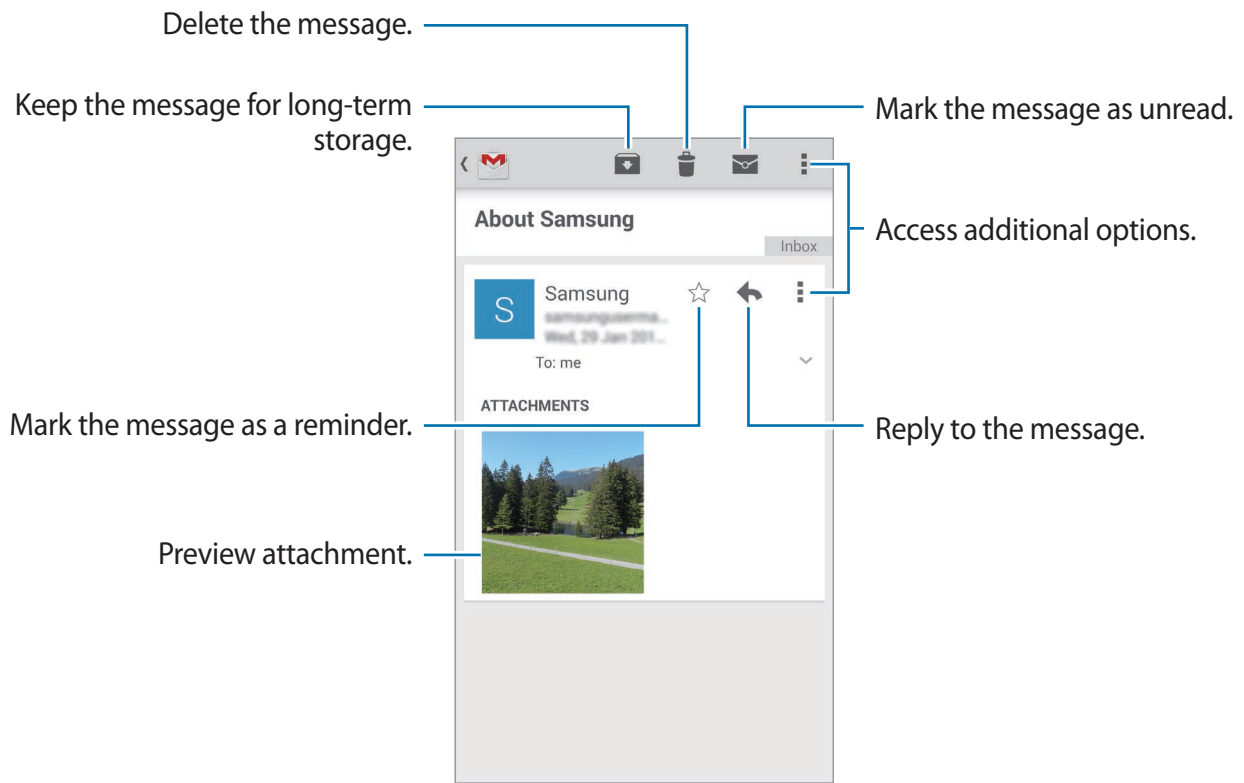 Delete the message.
Keep the message for long-term
storage.
Mark the message as unread.
About Samsung
Inbox
Access additional options.
S
Samsung
To: me
ATTACHMENTS
Mark the message as a reminder.
Reply to the message.
Preview attachment.